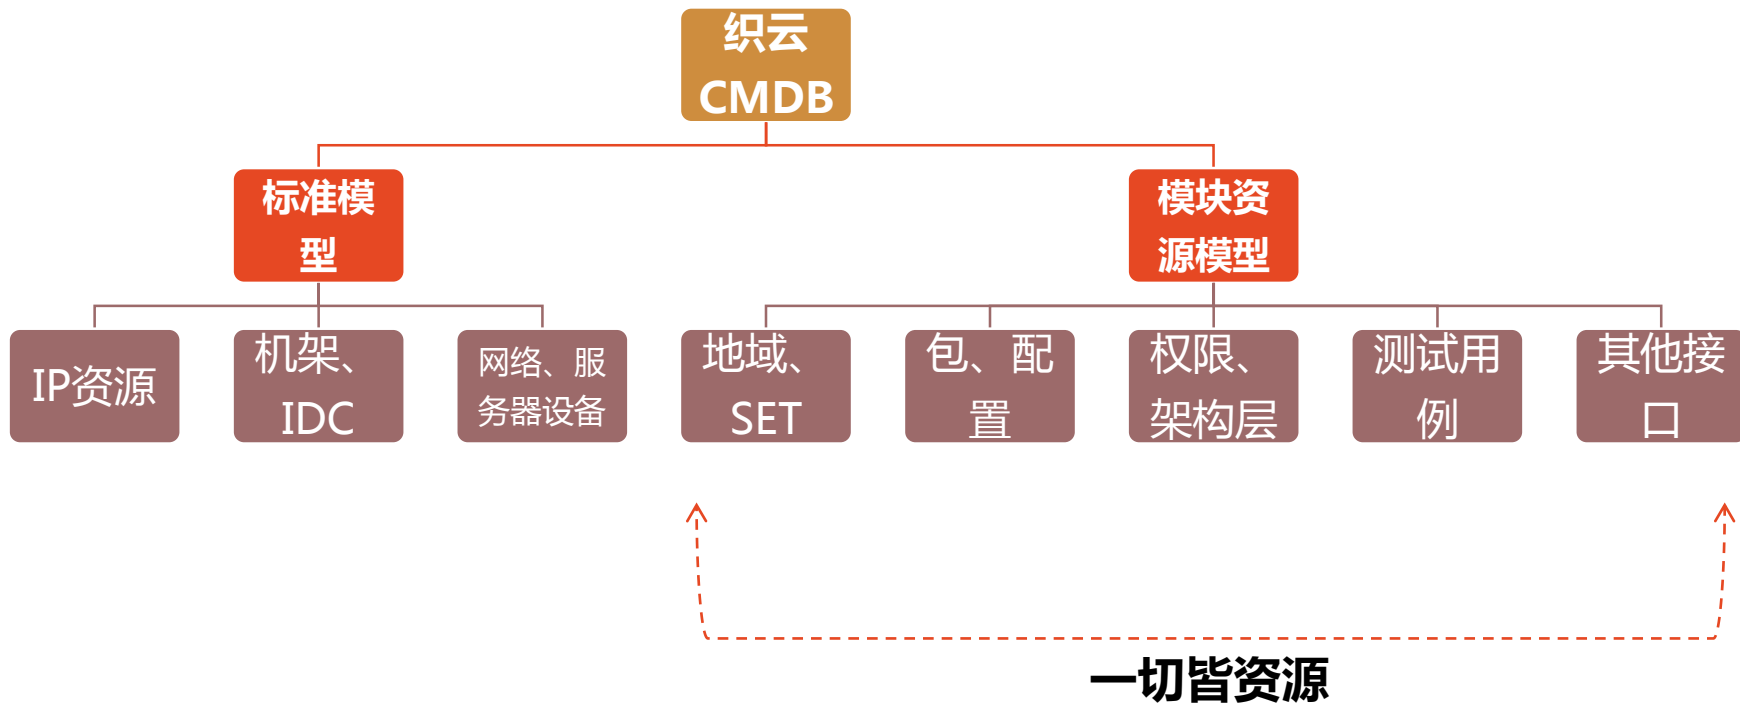 织云
CMDB
标准模
型
模块资
源模型
IP资源
机架、
IDC
网络、服
务器设备
地域、
SET
包、配
置
权限、
架构层
测试用
例
其他接
口
一切皆资源